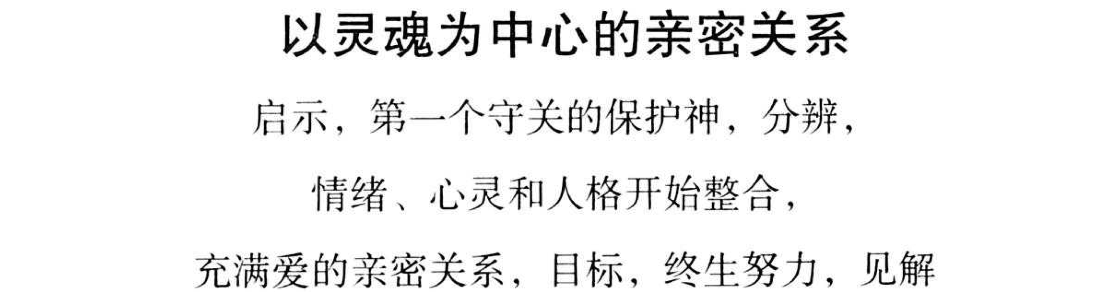 以灵魂为中心的亲密关系
启示，第一个守关的保护神，分辨，
情绪、心灵和人格开始整合，
充满爱的亲密关系，目标，终生努力，见解